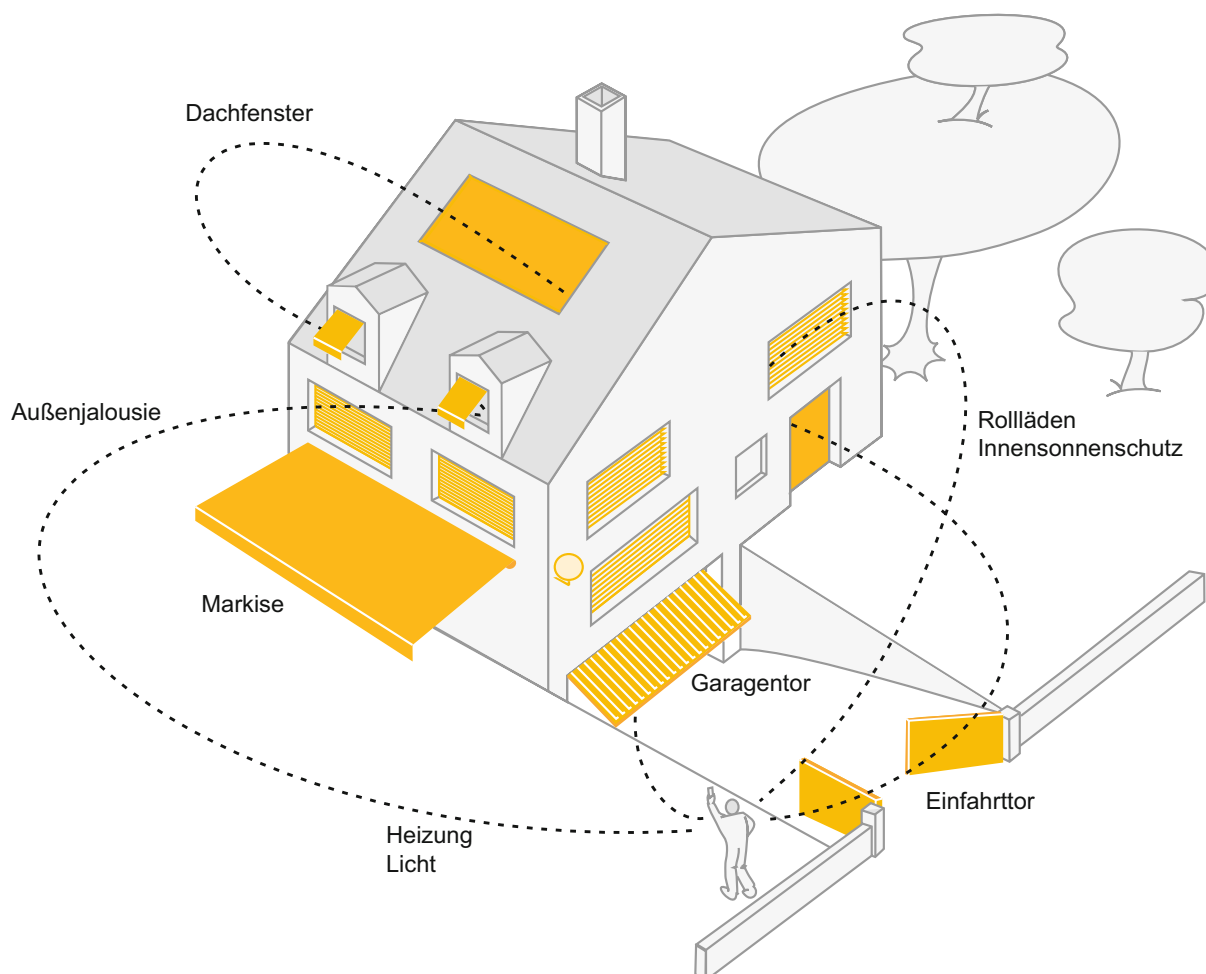 Dachfenster
Außenjalousie
Rollläden
Innensonnenschutz
Markise
Garagentor
Einfahrttor
Heizung
Licht